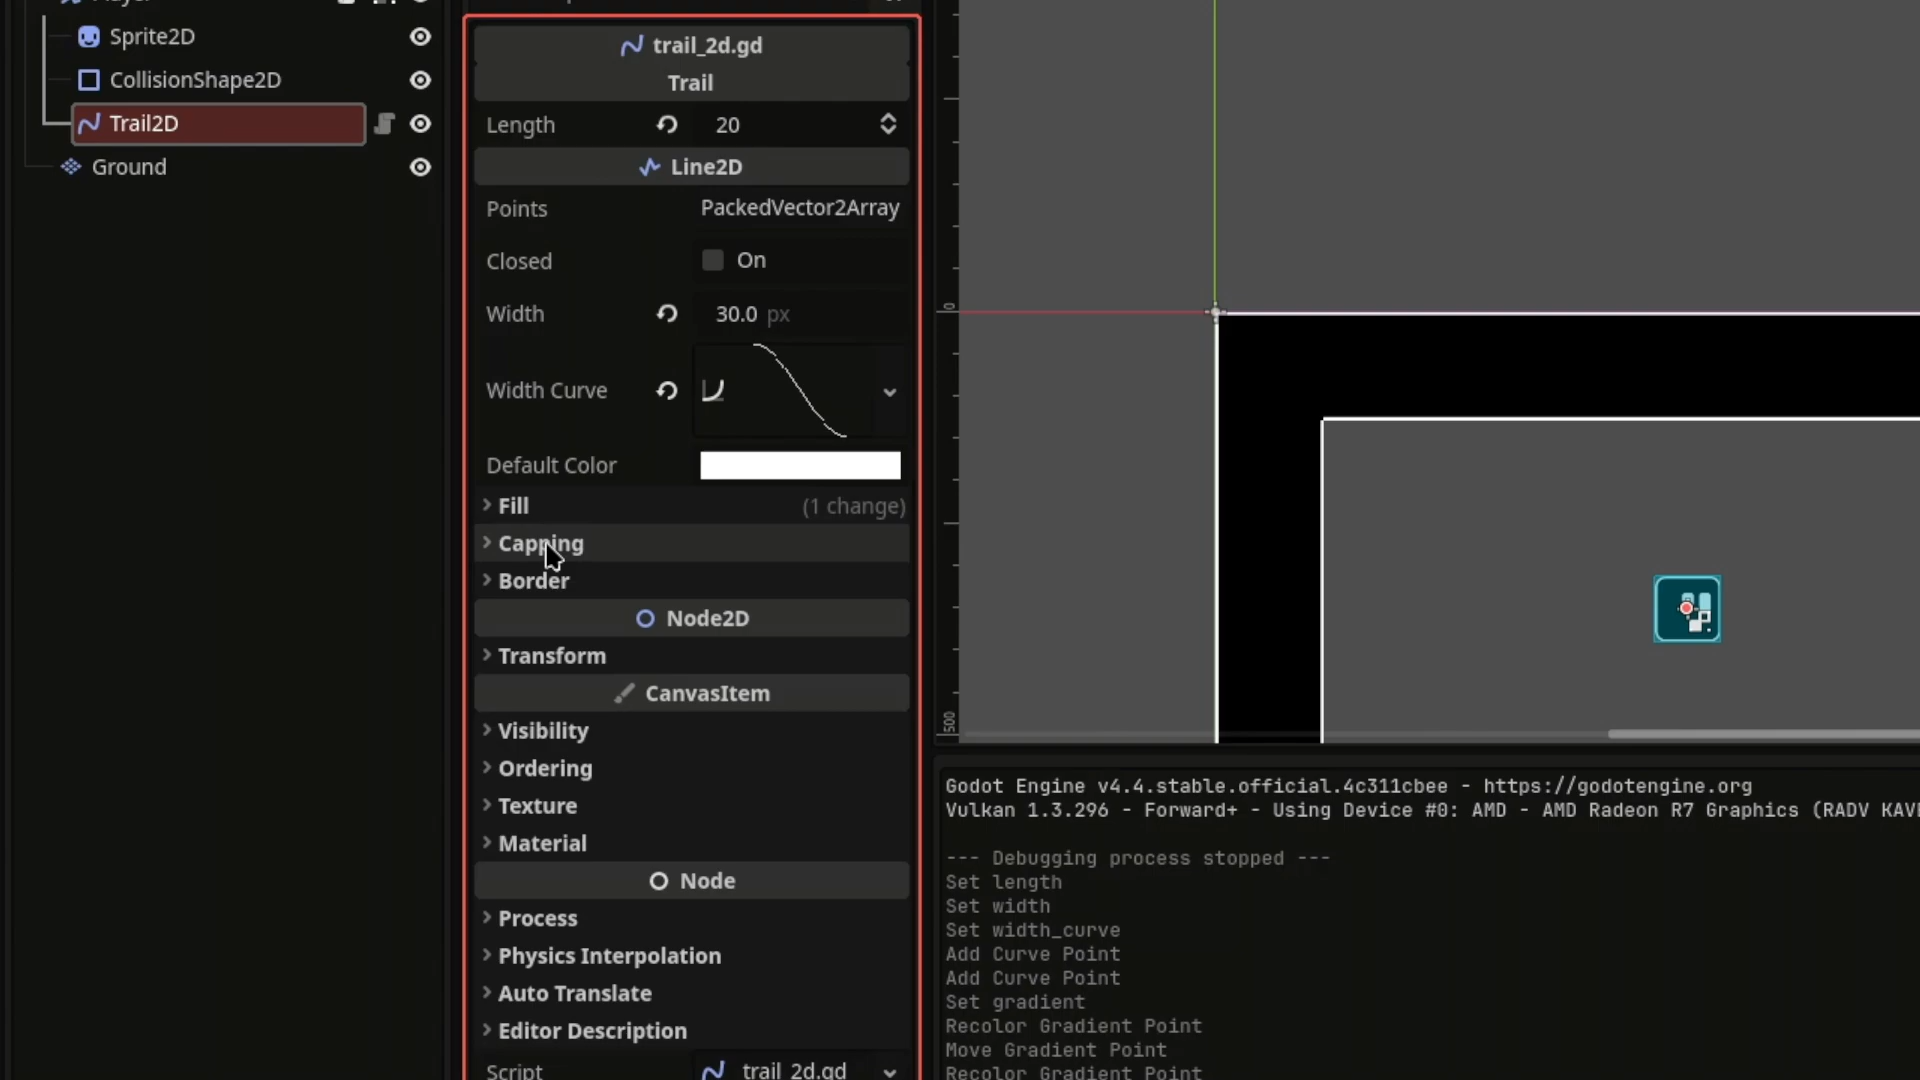 Sprite2D
CollisionShape2D
Trail2D
Ground
trail_2d.gd
Trail
Length 20
Line2D
Points PackedVector2Array
Closed On
Width 30.0 px
Width Curve
Default Color
Fill (1 change)
Capping
Border
Node2D
Transform
CanvasItem
Visibility
Ordering
Texture
Material
Node
Process
Physics Interpolation
Auto Translate
Editor Description
Script trail_2d.gd
0
500
Godot Engine v4.4.stable.official.4c311cbee - https://godotengine.org
Vulkan 1.3.296 - Forward+ - Using Device #0: AMD - AMD Radeon R7 Graphics (RADV KAVE
--- Debugging process stopped ---
Set length
Set width
Set width_curve
Add Curve Point
Add Curve Point
Set gradient
Recolor Gradient Point
Move Gradient Point
Recolor Gradient Point